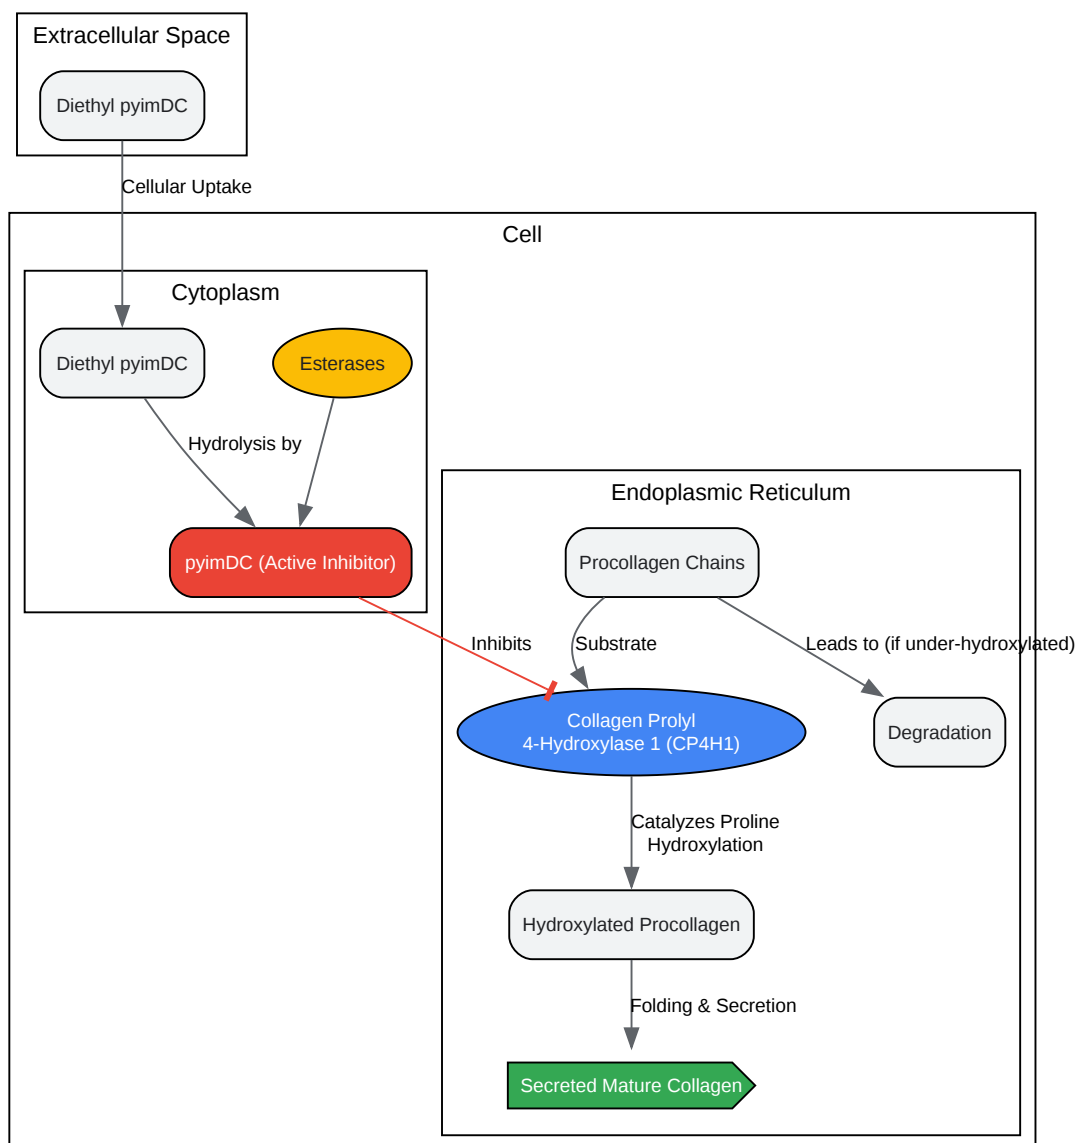 Extracellular Space
Diethyl pyimDC
Cellular Uptake
Cell
Cytoplasm
Diethyl pyimDC
Esterases
Hydrolysis by
pyimDC (Active Inhibitor)
Endoplasmic Reticulum
Procollagen Chains
Inhibits
Substrate
Leads to (if under-hydroxylated)
Collagen Prolyl
4-Hydroxylase 1 (CP4H1)
Degradation
Catalyzes Proline
Hydroxylation
Hydroxylated Procollagen
Folding & Secretion
Secreted Mature Collagen